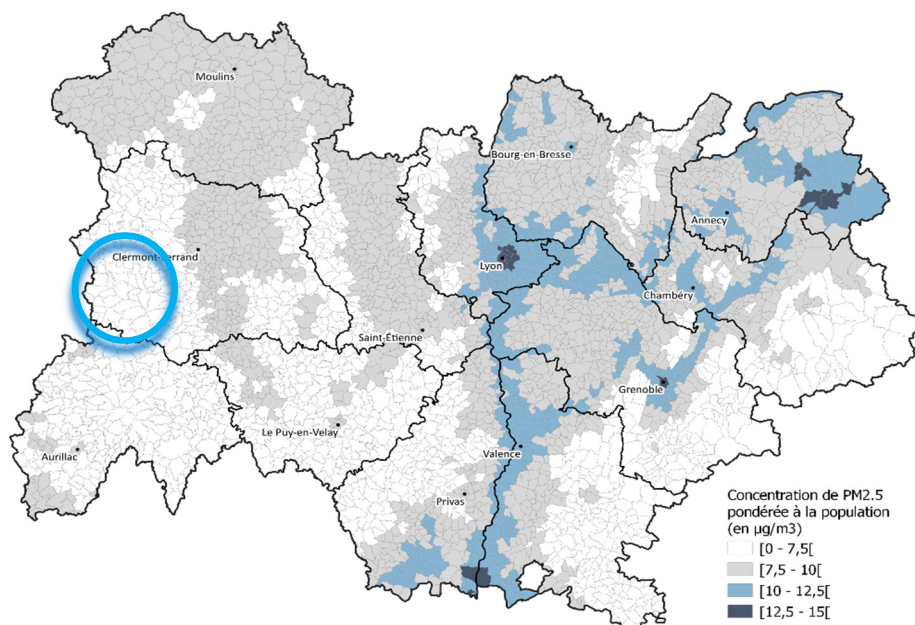 Moulins
Bourg-en-Bresse
Annecy
Clermont-Ferrand
Lyon
Chambéry
Saint-Étienne
Grenoble
Le Puy-en-Velay
Aurillac
Valence
Privas
Concentration de PM2.5
pondérée à la population
(en µg/m3)
[0 - 7,5[
[7,5 - 10[
[10 - 12,5[
[12,5 - 15[